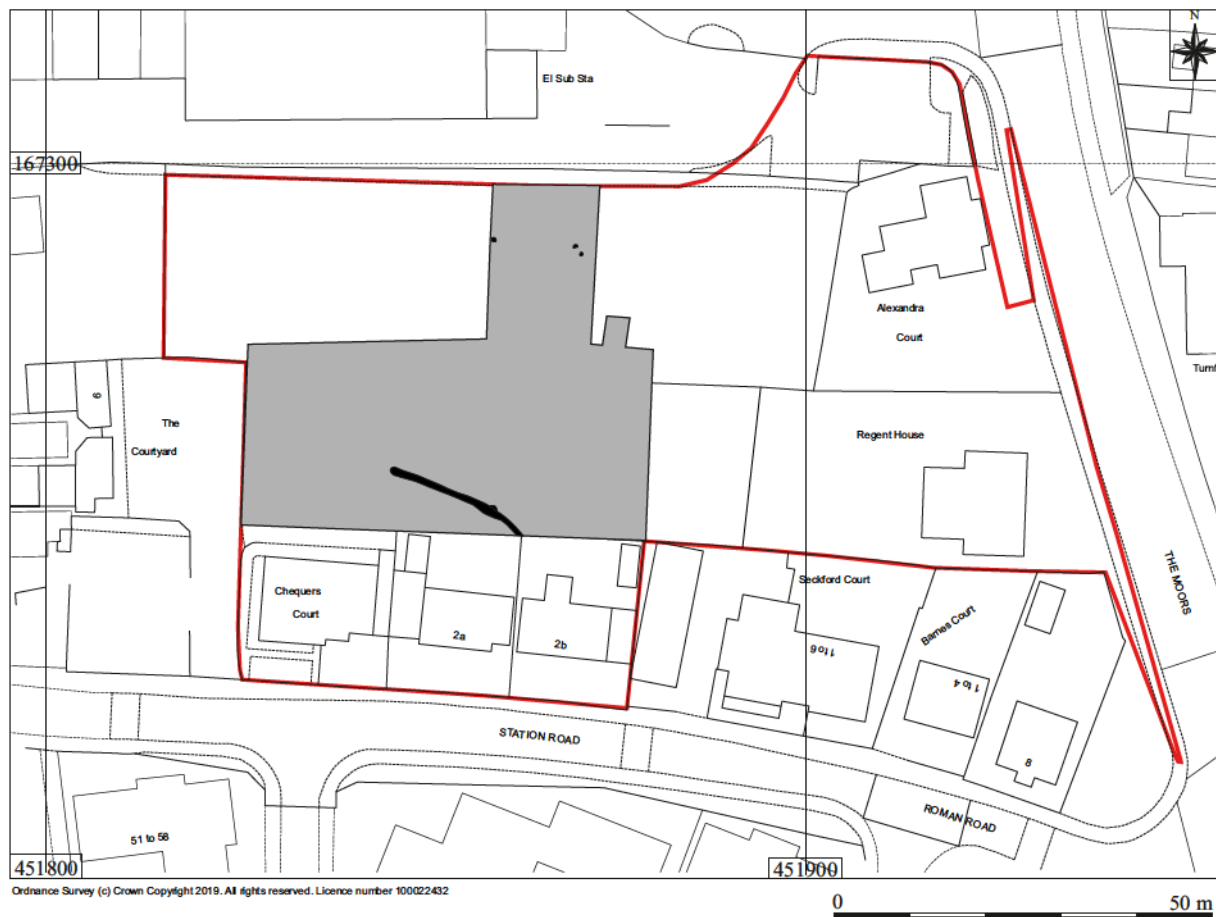 N
El Sub Sta
167300
Alexandra
Court
Turnf
6
The
Courtyard
Regent House
THE MOORS
Seckford Court
Chequers
Court
2a
2b
1 to 6
Barnes Court
1 to 4
8
STATION ROAD
ROMAN ROAD
51 to 58
451800
451900
Ordnance Survey (c) Crown Copyright 2019. All rights reserved. Licence number 100022432
0
50 m